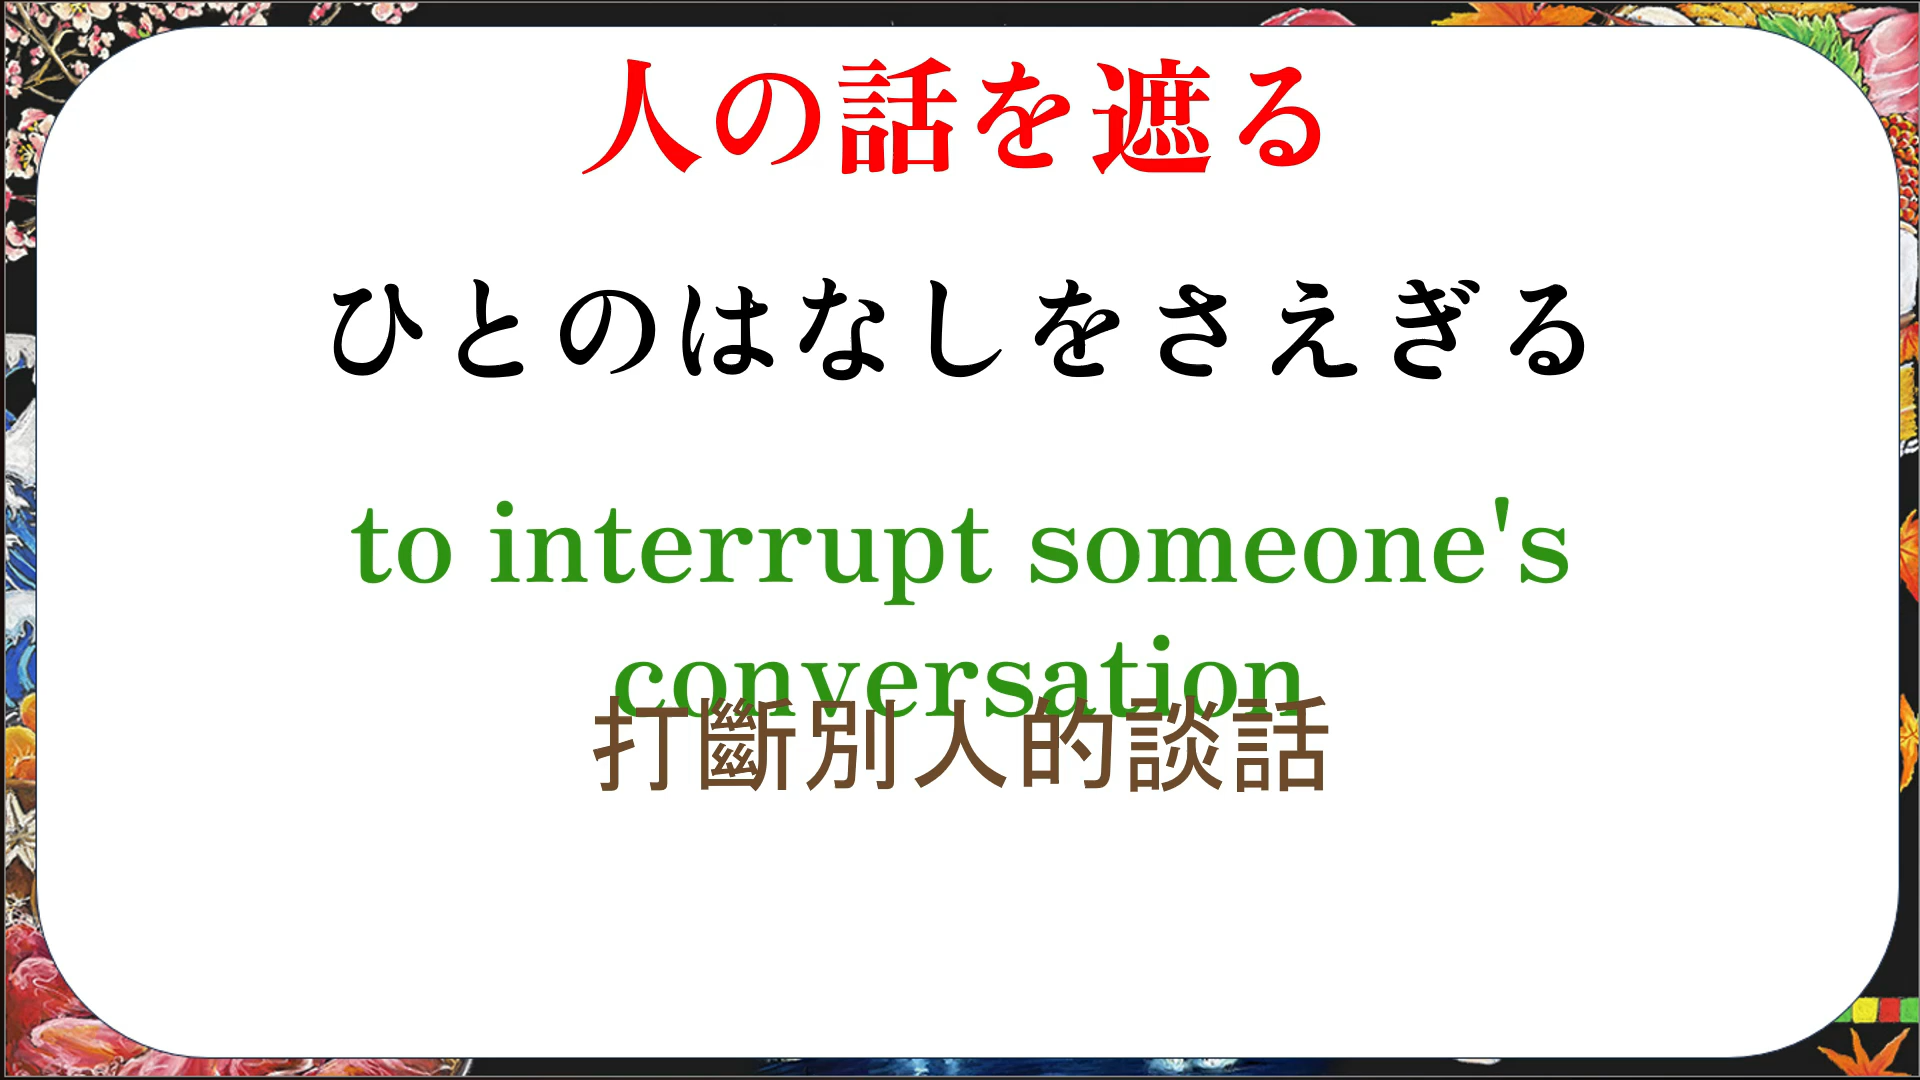 人の話を遮る
ひとのはなしをさえぎる
to interrupt someone's
conversation
打斷別人的談話